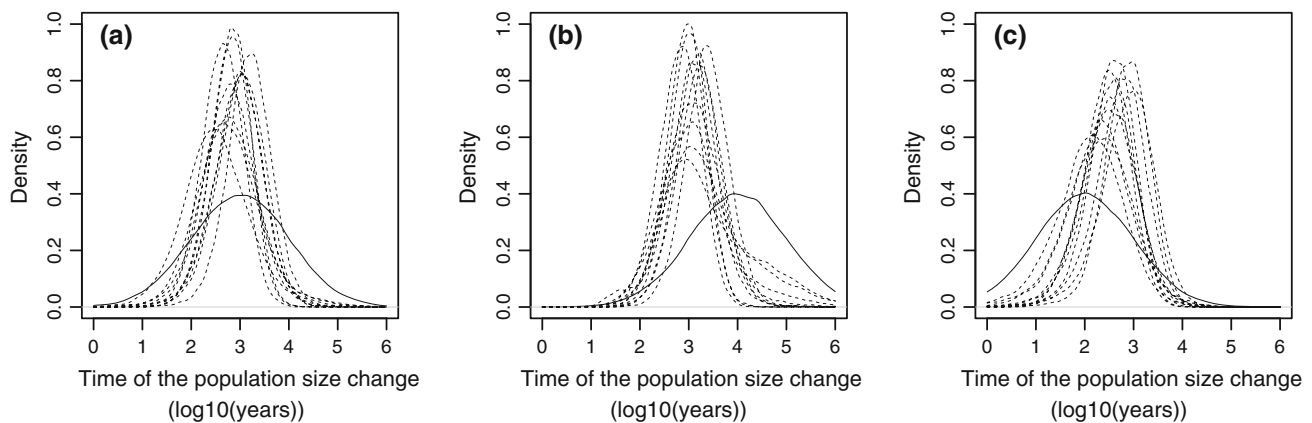 (a)
Density
0.0 0.2 0.4 0.6 0.8 1.0
0 1 2 3 4 5 6
Time of the population size change
(log10(years))
(b)
Density
0.0 0.2 0.4 0.6 0.8 1.0
0 1 2 3 4 5 6
Time of the population size change
(log10(years))
(c)
Density
0.0 0.2 0.4 0.6 0.8 1.0
0 1 2 3 4 5 6
Time of the population size change
(log10(years))